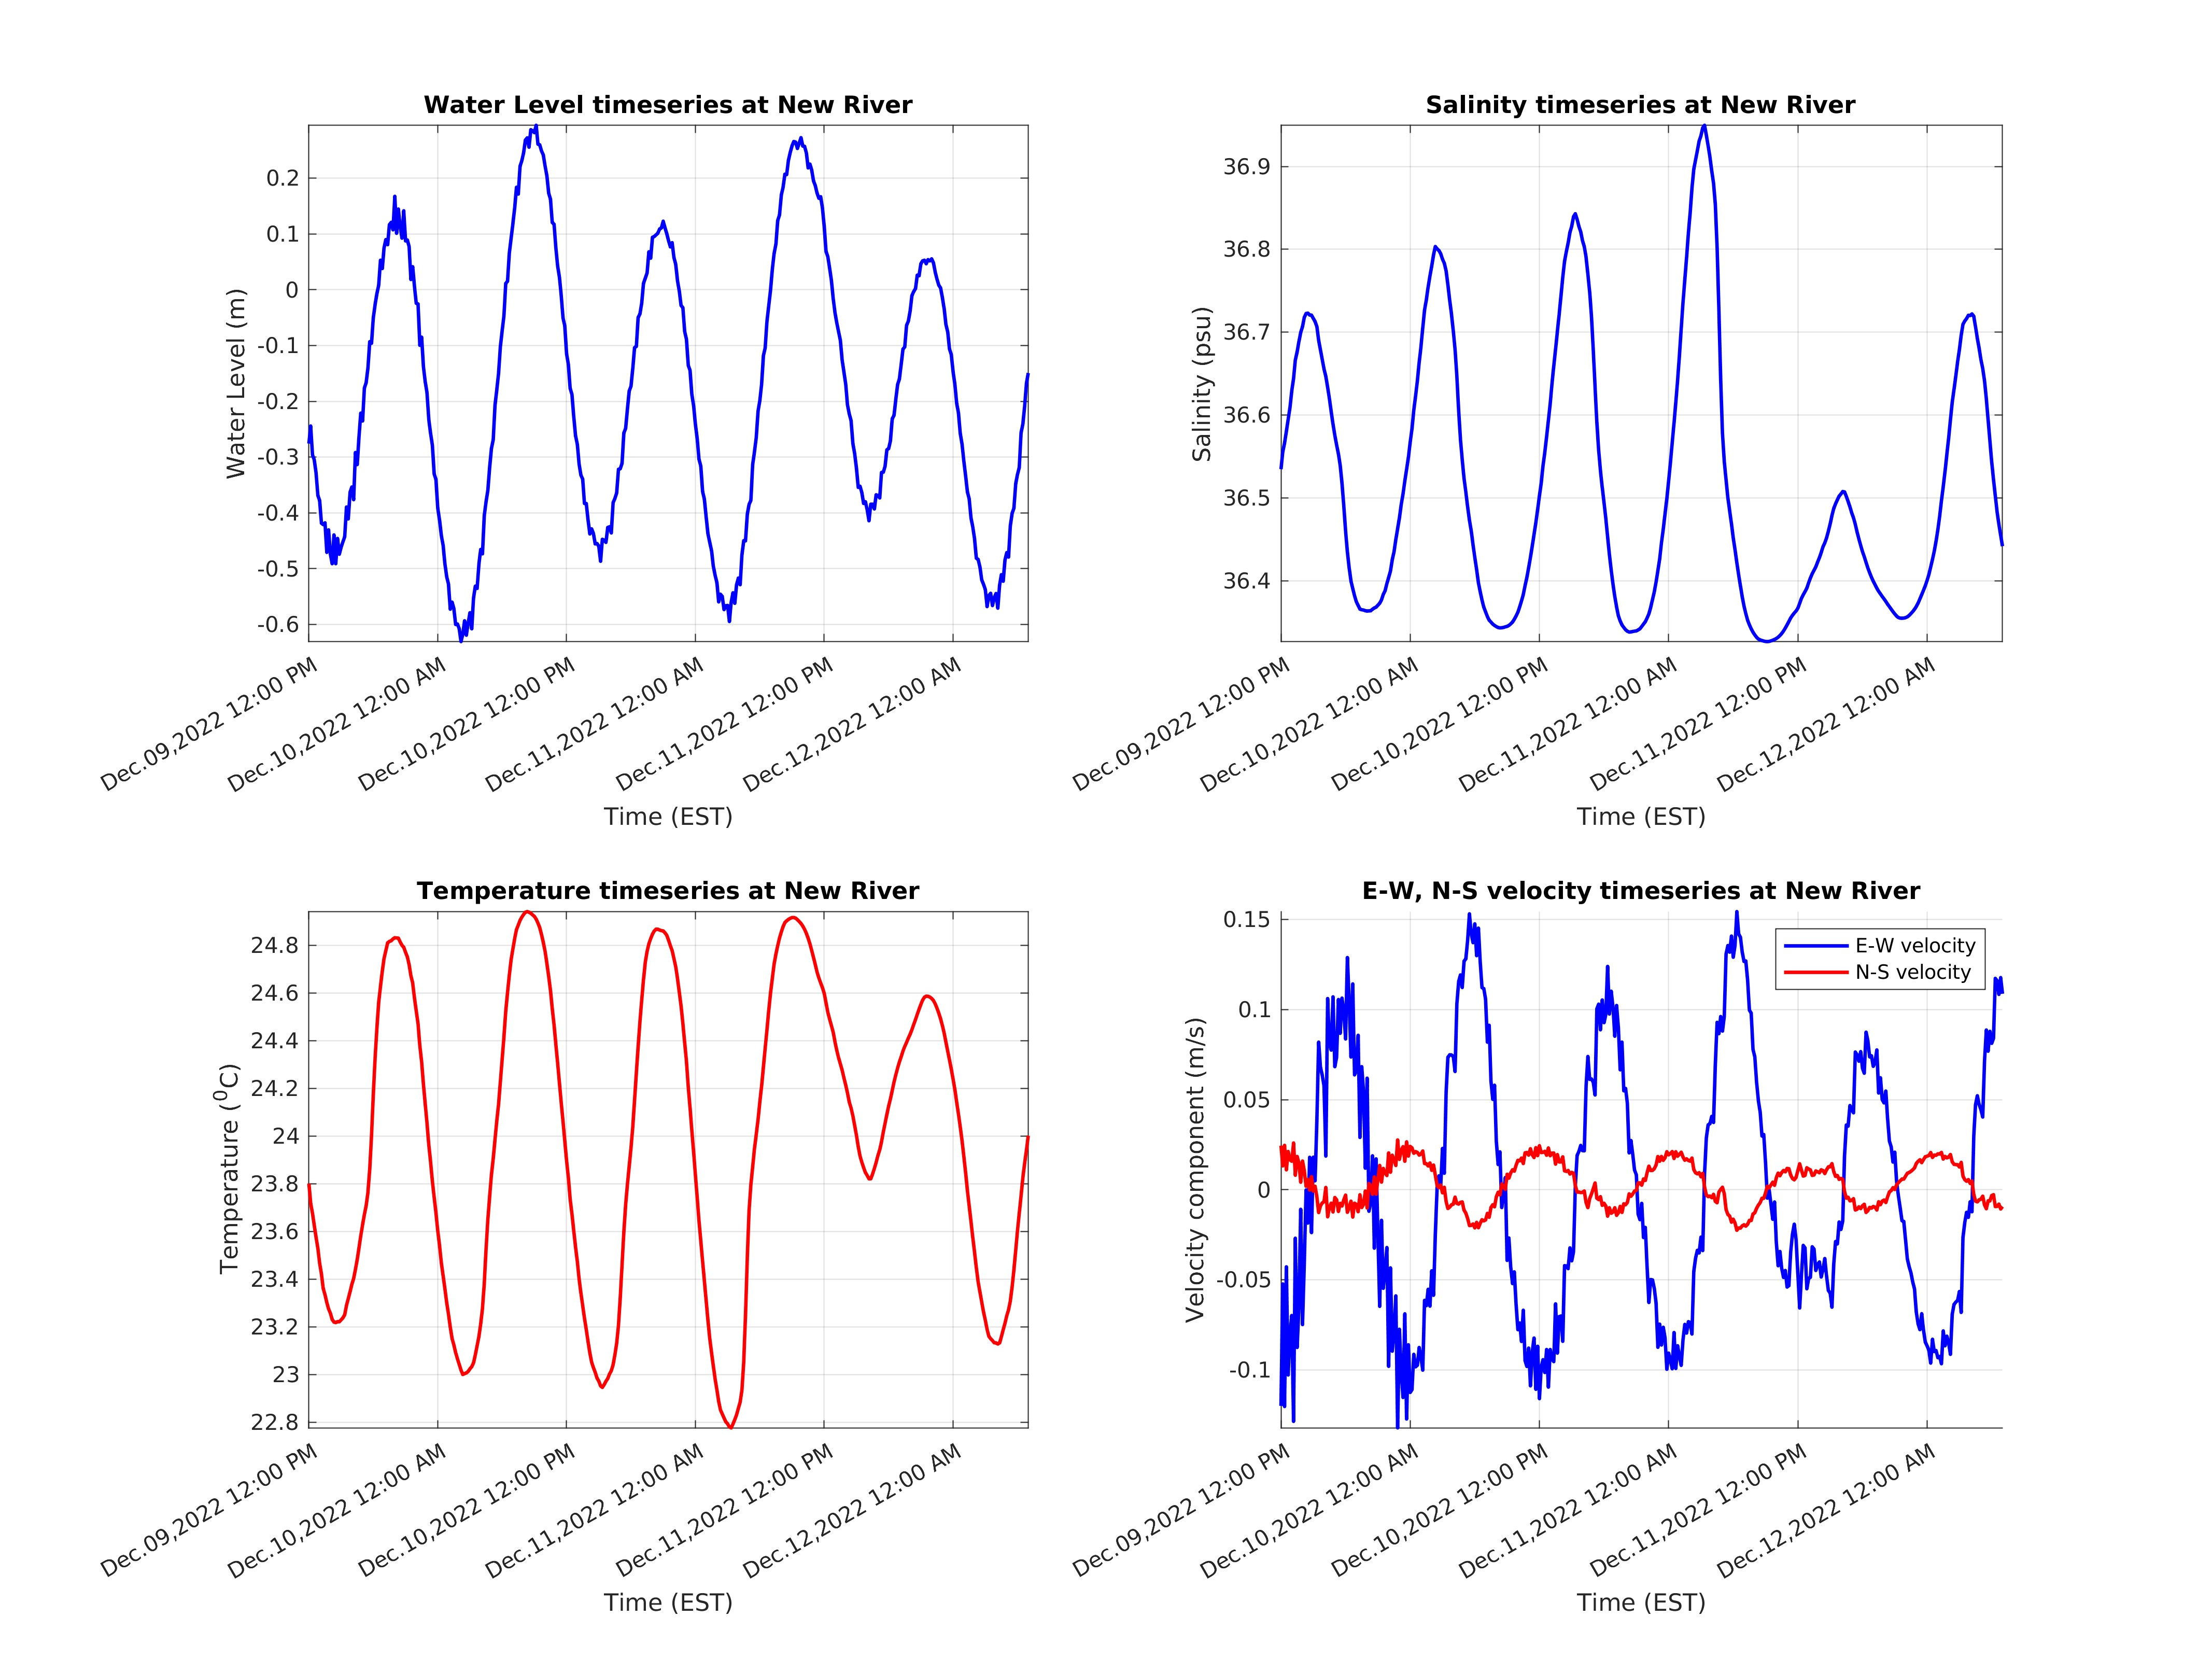 Water Level timeseries at New River
Water Level (m)
0.2
0.1
0
-0.1
-0.2
-0.3
-0.4
-0.5
-0.6
Dec.09,2022 12:00 PM
Dec.10,2022 12:00 AM
Dec.10,2022 12:00 PM
Dec.11,2022 12:00 AM
Dec.11,2022 12:00 PM
Dec.12,2022 12:00 AM
Time (EST)
Salinity timeseries at New River
Salinity (psu)
36.9
36.8
36.7
36.6
36.5
36.4
Dec.09,2022 12:00 PM
Dec.10,2022 12:00 AM
Dec.10,2022 12:00 PM
Dec.11,2022 12:00 AM
Dec.11,2022 12:00 PM
Dec.12,2022 12:00 AM
Time (EST)
Temperature timeseries at New River
Temperature (⁰C)
24.8
24.6
24.4
24.2
24
23.8
23.6
23.4
23.2
23
22.8
Dec.09,2022 12:00 PM
Dec.10,2022 12:00 AM
Dec.10,2022 12:00 PM
Dec.11,2022 12:00 AM
Dec.11,2022 12:00 PM
Dec.12,2022 12:00 AM
Time (EST)
E-W, N-S velocity timeseries at New River
Velocity component (m/s)
0.15
0.1
0.05
0
-0.05
-0.1
E-W velocity
N-S velocity
Dec.09,2022 12:00 PM
Dec.10,2022 12:00 AM
Dec.10,2022 12:00 PM
Dec.11,2022 12:00 AM
Dec.11,2022 12:00 PM
Dec.12,2022 12:00 AM
Time (EST)